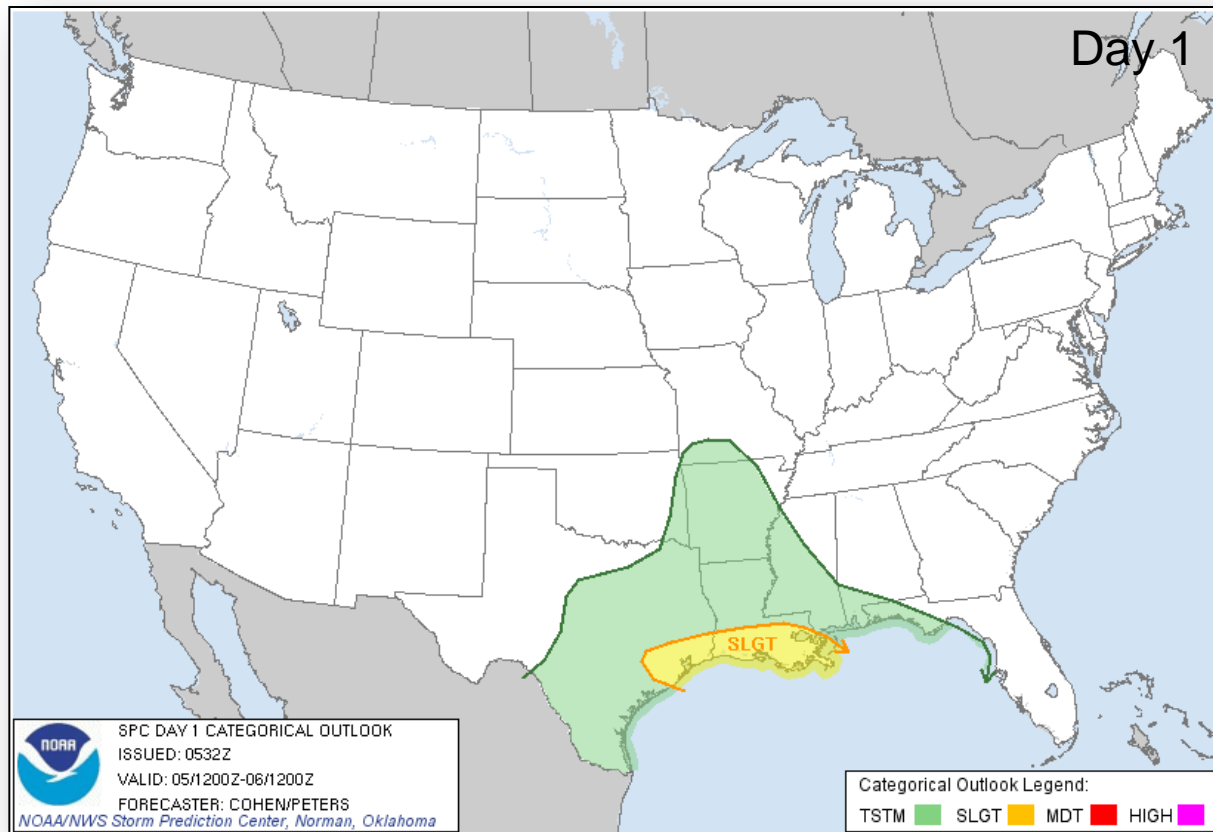 Day 1
SLGT
NOAA
SPC DAY 1 CATEGORICAL OUTLOOK
ISSUED: 0532Z
VALID: 05/1200Z-06/1200Z
FORECASTER: COHEN/PETERS
NOAA/NWS Storm Prediction Center, Norman, Oklahoma
Categorical Outlook Legend:
TSTM SLGT MDT HIGH